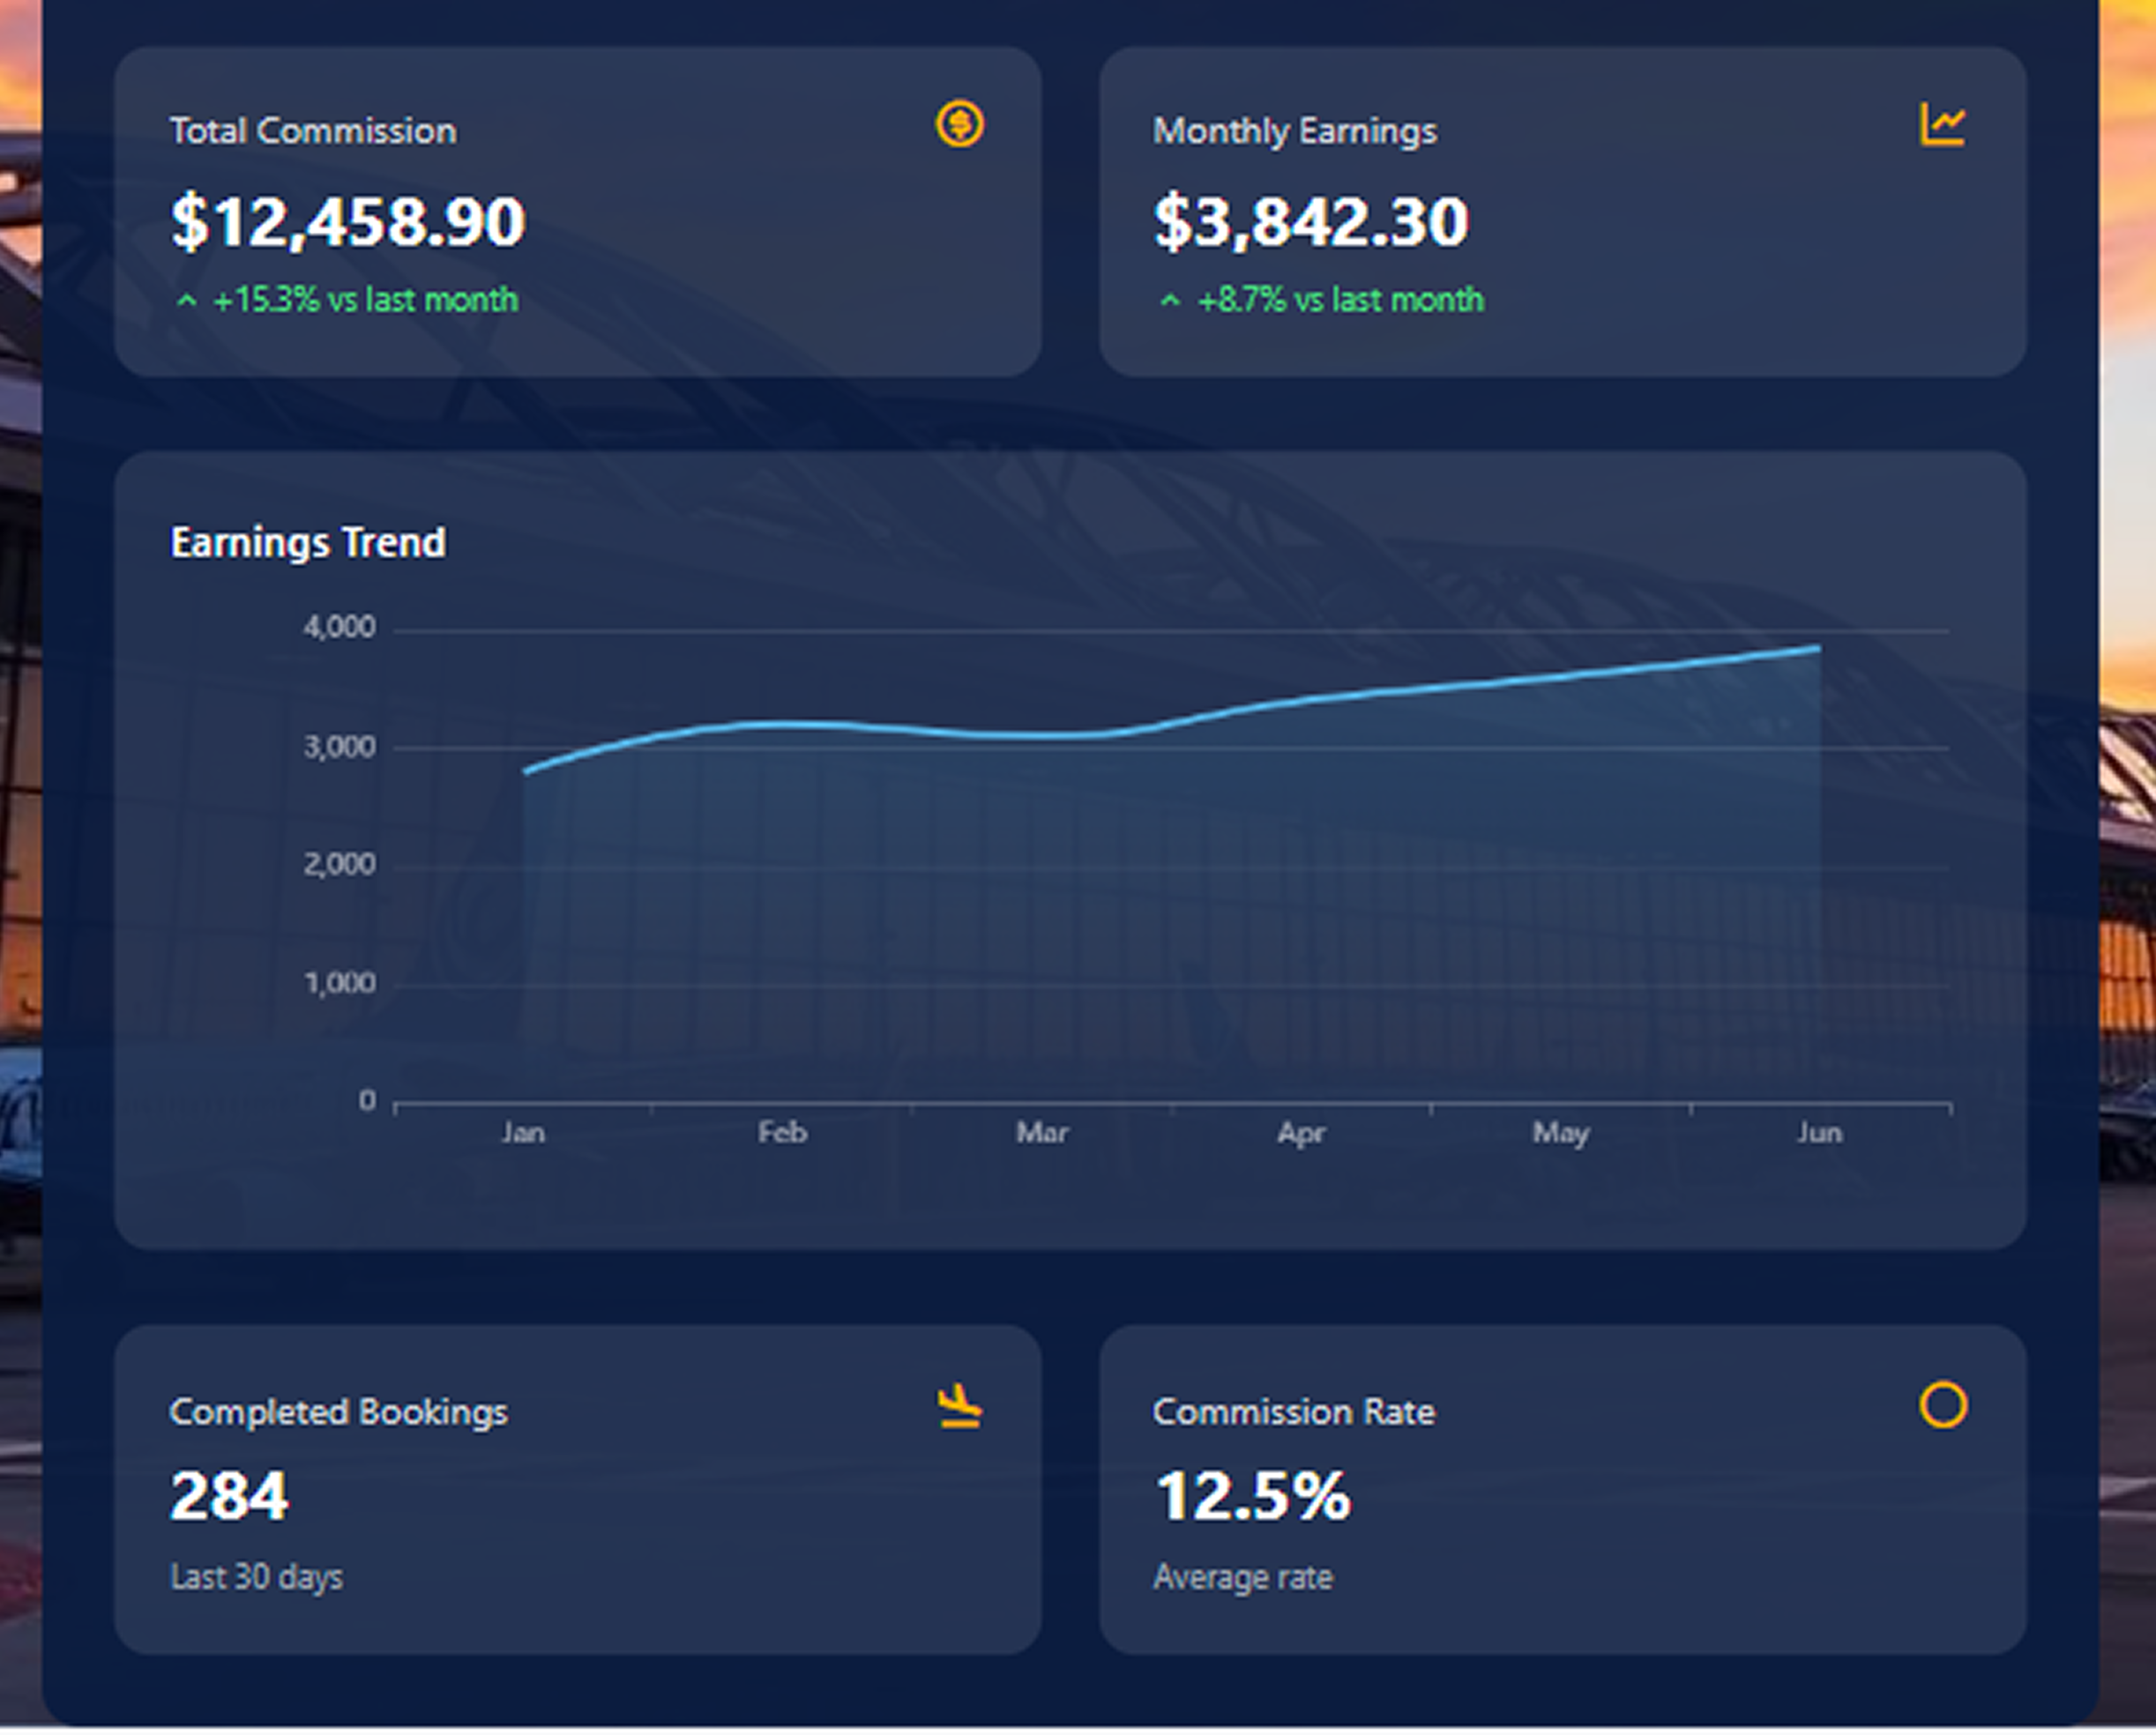 Total Commission
$12,458.90
+15.3% vs last month
Monthly Earnings
$3,842.30
+8.7% vs last month
Earnings Trend
4,000
3,000
2,000
1,000
0
Jan Feb Mar Apr May Jun
Completed Bookings
284
Last 30 days
Commission Rate
12.5%
Average rate